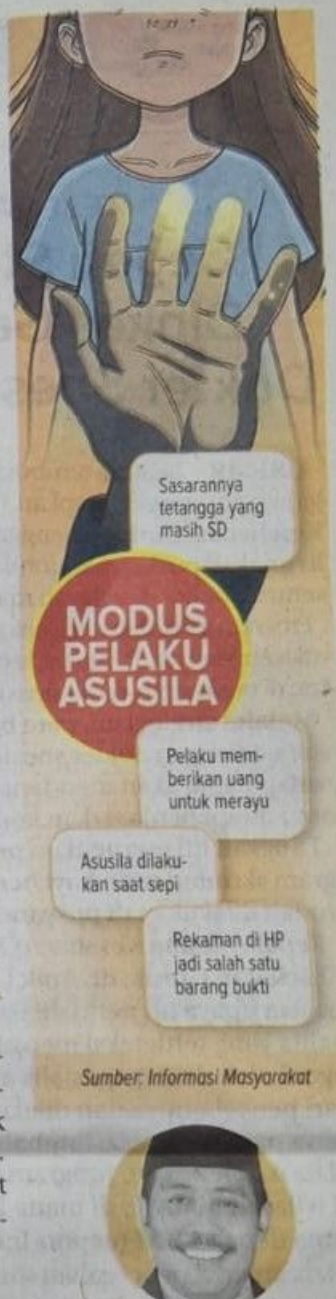 Sasarannya
tetangga yang
masih SD
MODUS
PELAKU
ASUSILA
Pelaku mem-
berikan uang
untuk merayu
Asusila dilaku-
kan saat sepi
Rekaman di HP
jadi salah satu
barang bukti
Sumber: Informasi Masyarakat